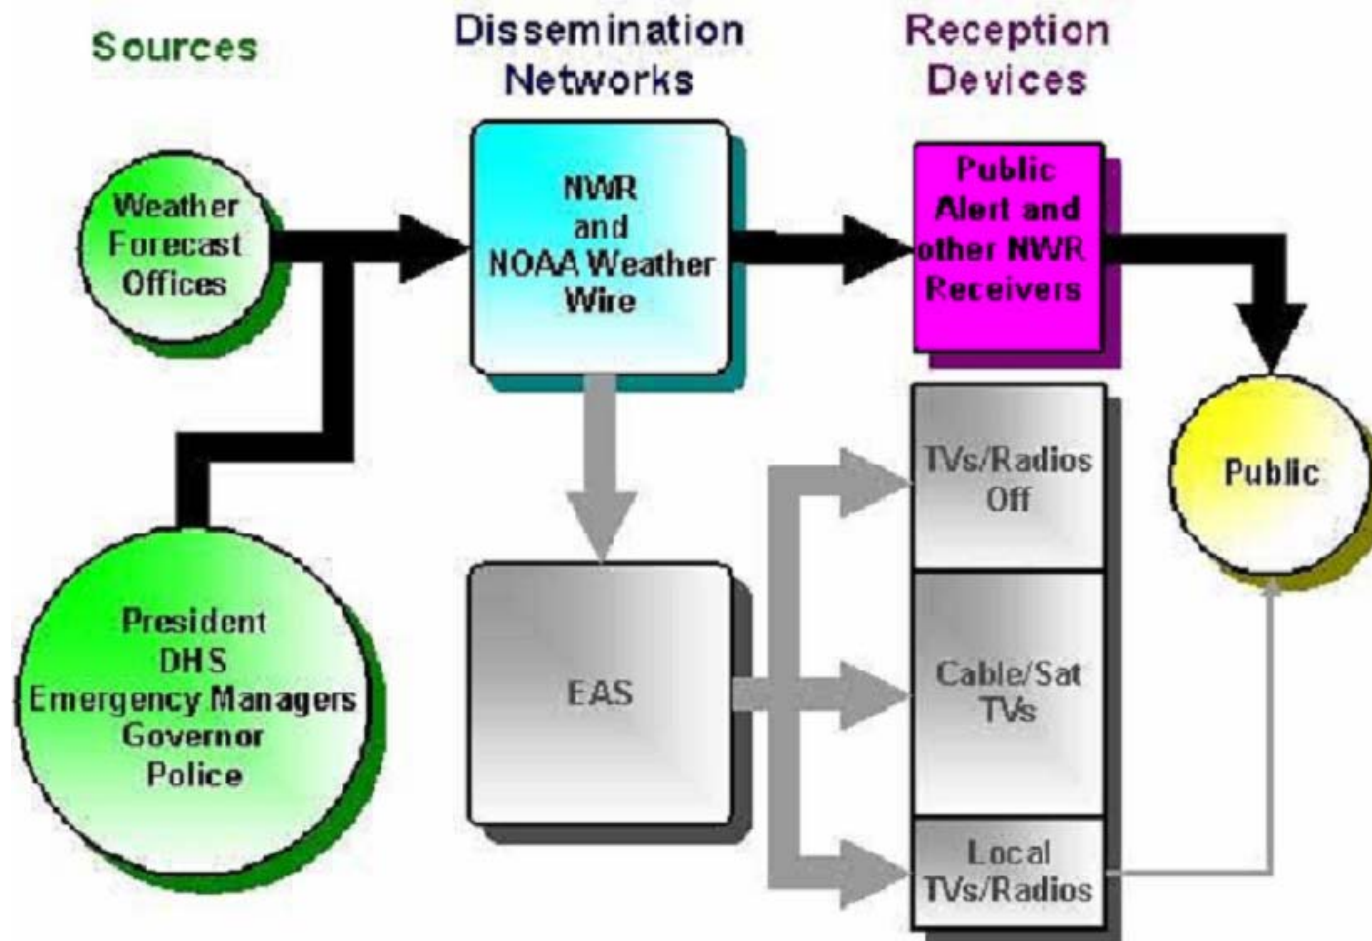 Sources
Dissemination
Networks
Reception
Devices
Weather
Forecast
Offices
NWR
and
NOAA Weather
Wire
Public
Alert and
other NWR
Receivers
Public
TVs/Radios
Off
President
DHS
Emergency Managers
Governor
Police
EAS
Cable/Sat
TVs
Local
TVs/Radios